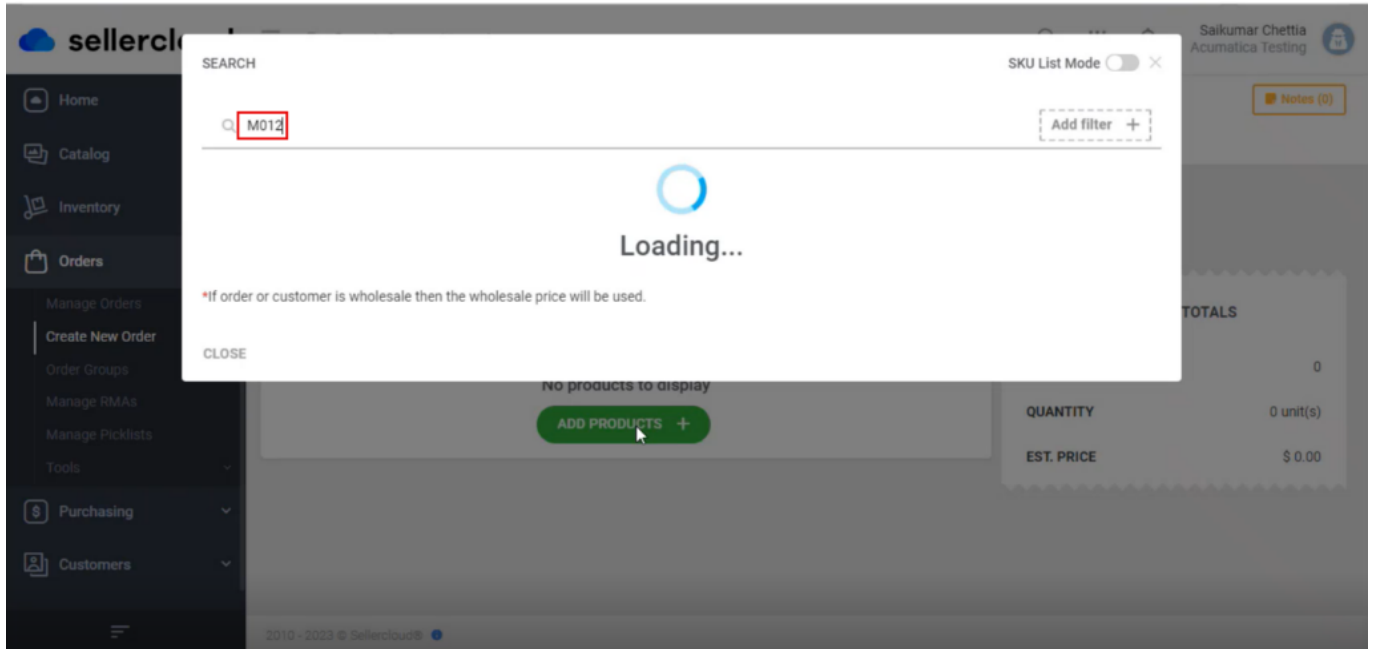 sellercl
Saikumar Chettia
Acumatica Testing
SEARCH
SKU List Mode
M012
Add filter +
Loading...
*If order or customer is wholesale then the wholesale price will be used.
CLOSE
Home
Notes (0)
Catalog
Inventory
Orders
Manage Orders
Create New Order
Order Groups
Manage RMAs
Manage Picklists
Tools
Purchasing
Customers
No products to display
ADD PRODUCTS +
TOTALS
0
QUANTITY 0 unit(s)
EST. PRICE $ 0.00
2010 - 2023 © Sellercloud®